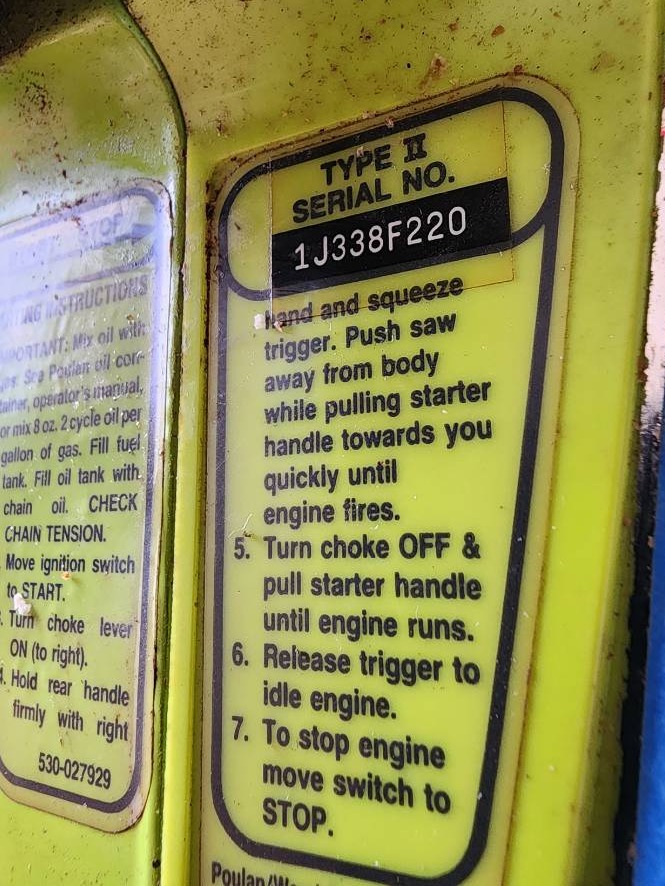 INSTRUCTIONS
IMPORTANT: Mix oil with
See Poulan oil con-
tainer, operator's manual,
or mix 8 oz. 2 cycle oil per
gallon of gas. Fill fuel
tank. Fill oil tank with
chain oil. CHECK
CHAIN TENSION.
Move ignition switch
to START.
Turn choke lever
ON (to right).
Hold rear handle
firmly with right
530-027929
TYPE II
SERIAL NO.
1J338F220
hand and squeeze
trigger. Push saw
away from body
while pulling starter
handle towards you
quickly until
engine fires.
5. Turn choke OFF &
pull starter handle
until engine runs.
6. Release trigger to
idle engine.
7. To stop engine
move switch to
STOP.
Poulan/